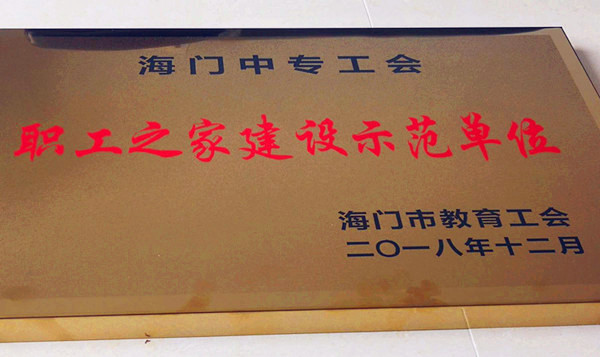 海门中专工会
职工之家建设示范单位
海门市教育工会
二〇一八年十二月